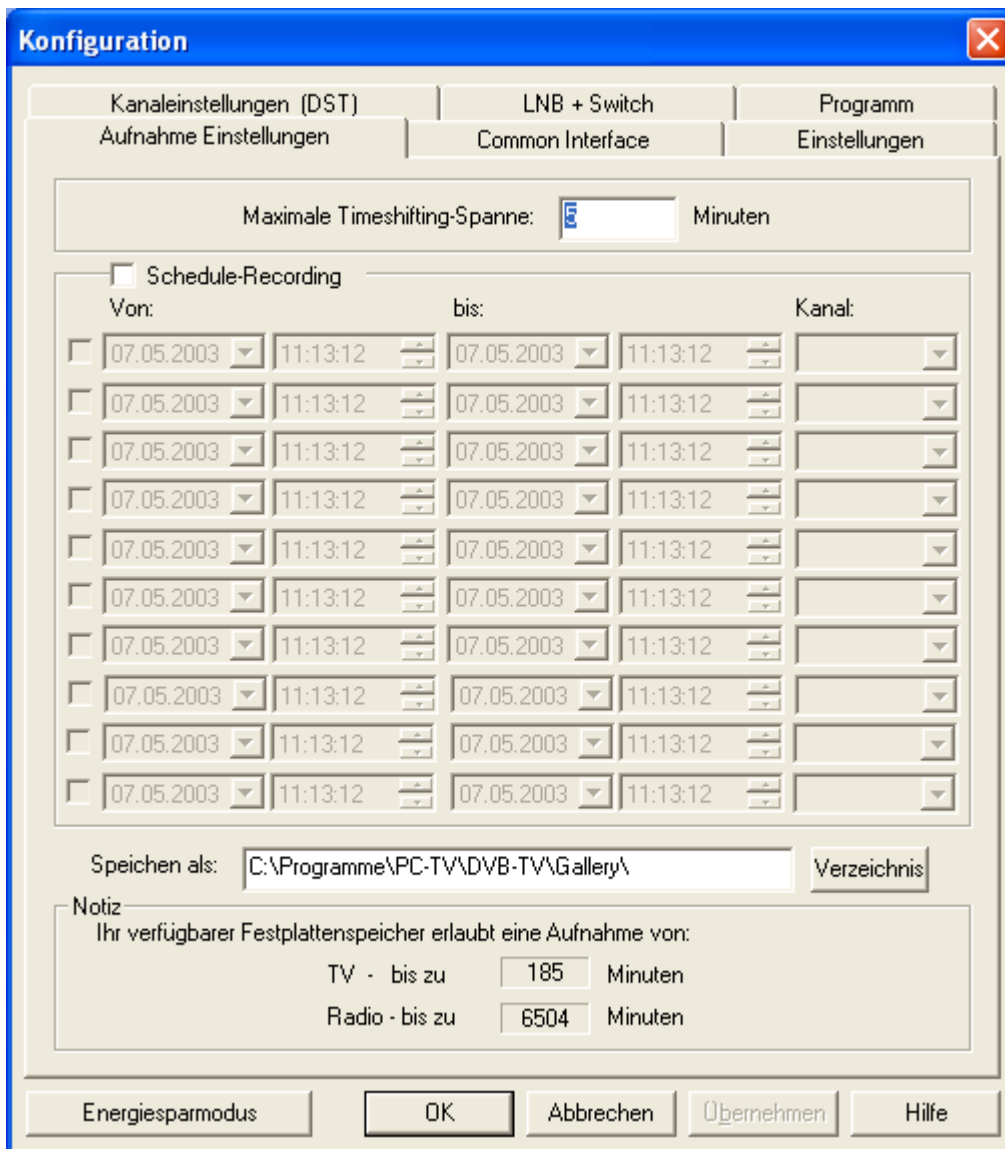 Konfiguration
Kanaleinstellungen (DST) LNB + Switch Programm
Aufnahme Einstellungen Common Interface Einstellungen
Maximale Timeshifting-Spanne: 5 Minuten
Schedule-Recording
Von: bis: Kanal:
07.05.2003 11:13:12 07.05.2003 11:13:12
07.05.2003 11:13:12 07.05.2003 11:13:12
07.05.2003 11:13:12 07.05.2003 11:13:12
07.05.2003 11:13:12 07.05.2003 11:13:12
07.05.2003 11:13:12 07.05.2003 11:13:12
07.05.2003 11:13:12 07.05.2003 11:13:12
07.05.2003 11:13:12 07.05.2003 11:13:12
07.05.2003 11:13:12 07.05.2003 11:13:12
07.05.2003 11:13:12 07.05.2003 11:13:12
07.05.2003 11:13:12 07.05.2003 11:13:12
Speichen als: C:\Programme\PC-TV\DVB-TV\Gallery\ Verzeichnis
Notiz
Ihr verfügbarer Festplattenspeicher erlaubt eine Aufnahme von:
TV - bis zu 185 Minuten
Radio - bis zu 6504 Minuten
Energiesparmodus OK Abbrechen Übernehmen Hilfe